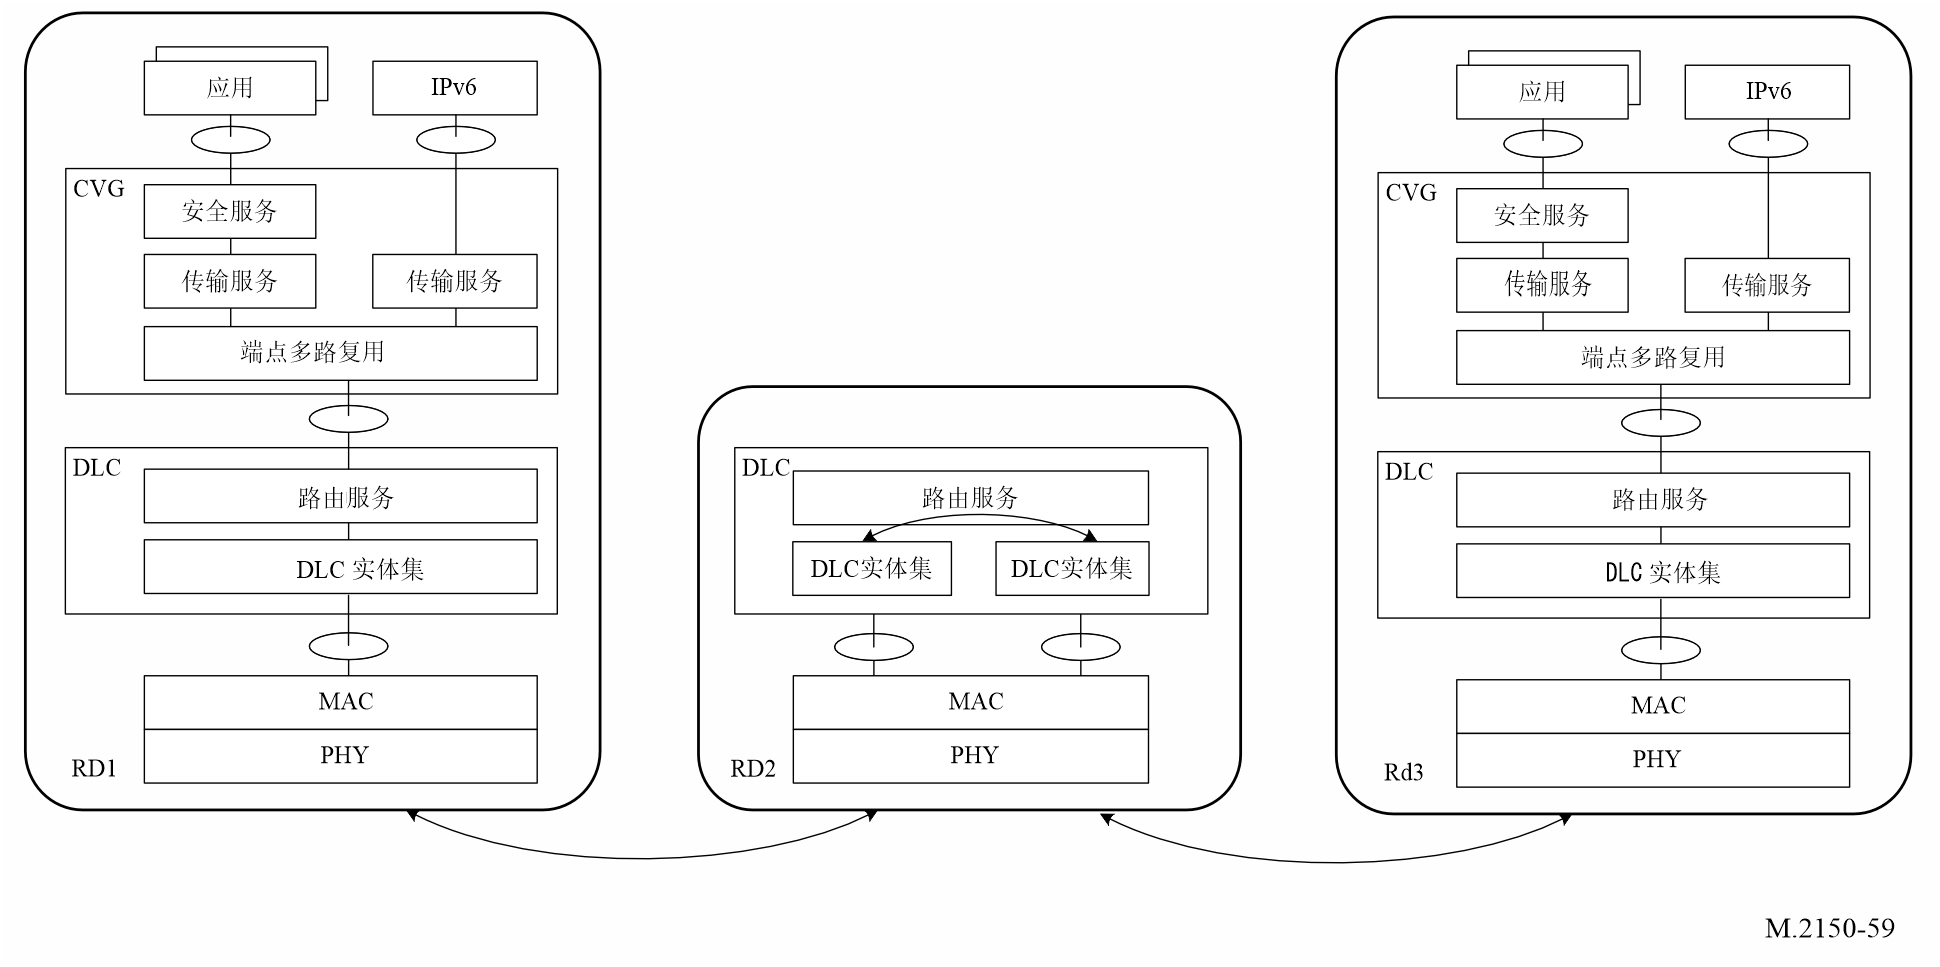 应用
IPv6
CVG
安全服务
传输服务
传输服务
端点多路复用
DLC
路由服务
DLC 实体集
MAC
PHY
RD1
DLC
路由服务
DLC实体集
DLC实体集
MAC
PHY
RD2
应用
IPv6
CVG
安全服务
传输服务
传输服务
端点多路复用
DLC
路由服务
DLC 实体集
MAC
PHY
Rd3
M.2150-59